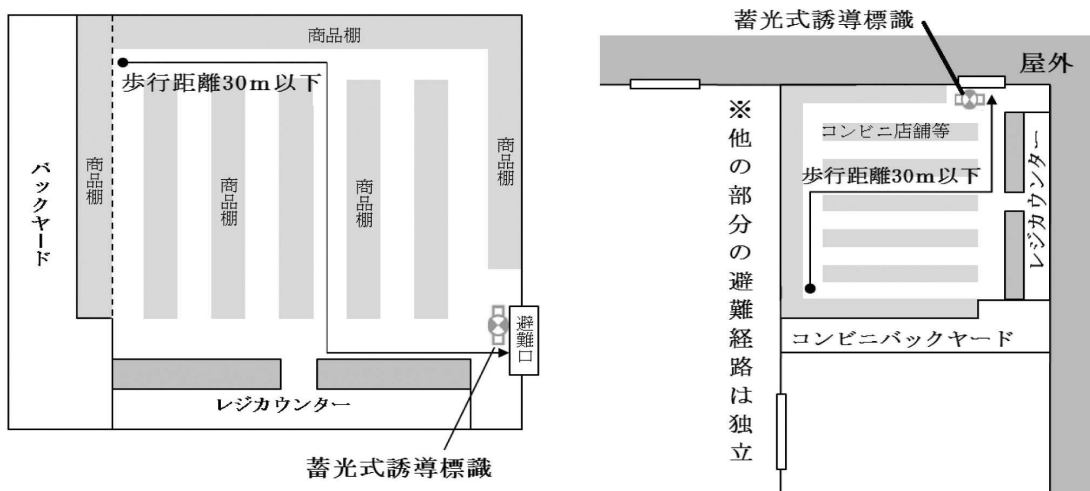 商品棚
歩行距離30m以下
商品棚
商品棚
商品棚
商品棚
バックヤード
避難口
レジカウンター
蓄光式誘導標識
蓄光式誘導標識
屋外
コンビニ店舗等
歩行距離30m以下
レジカウンター
※他の部分の避難経路は独立
コンビニバックヤード